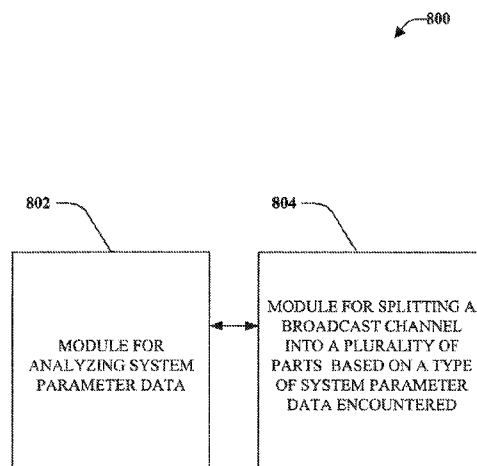 800
802
804
MODULE FOR
ANALYZING SYSTEM
PARAMETER DATA
MODULE FOR SPLITTING A
BROADCAST CHANNEL
INTO A PLURALITY OF
PARTS BASED ON A TYPE
OF SYSTEM PARAMETER
DATA ENCOUNTERED